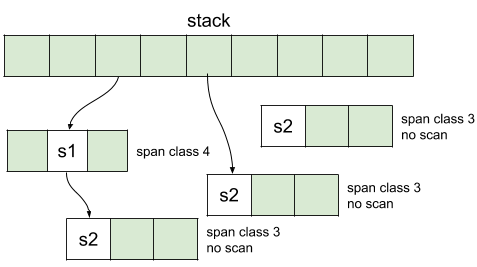 stack
s2
span class 3
no scan
s1
span class 4
s2
span class 3
no scan
s2
span class 3
no scan